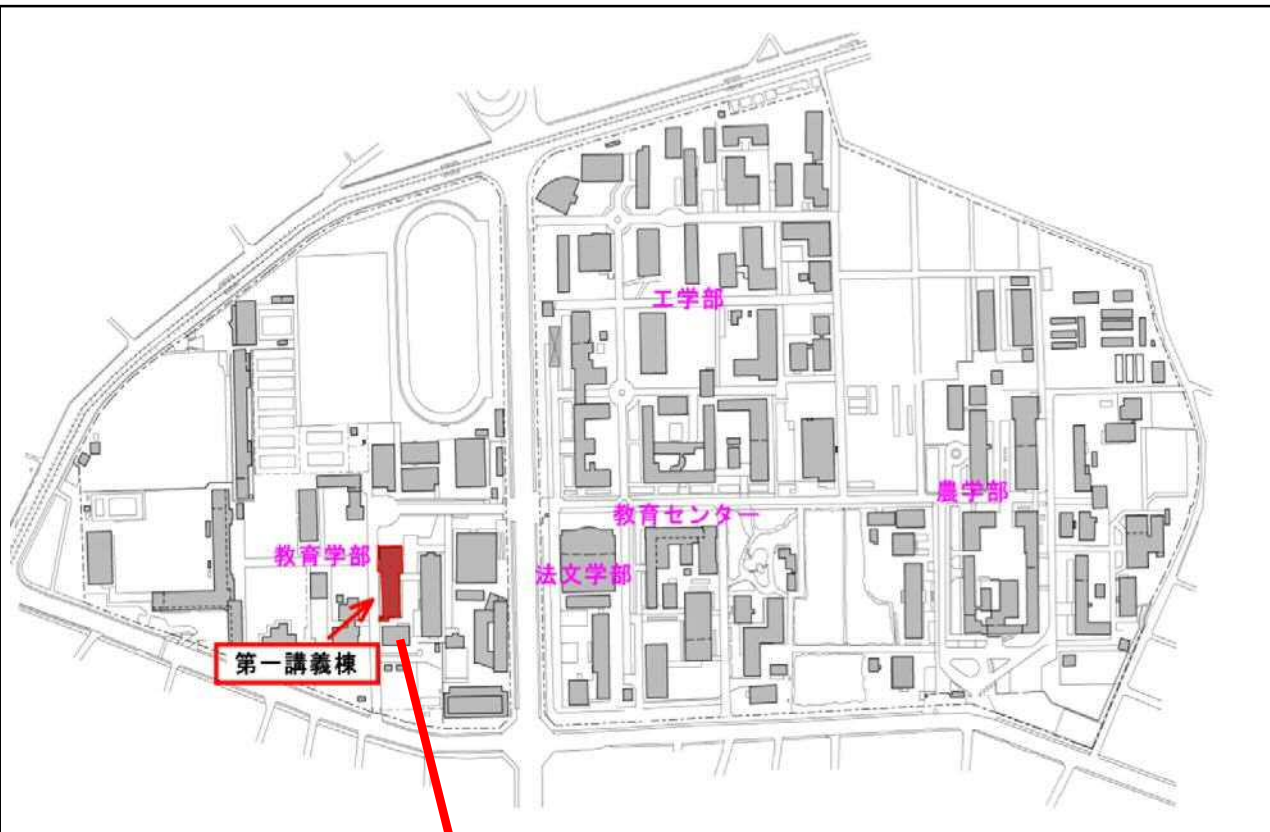 工学部
農学部
教育センター
教育学部
法文学部
第一講義棟